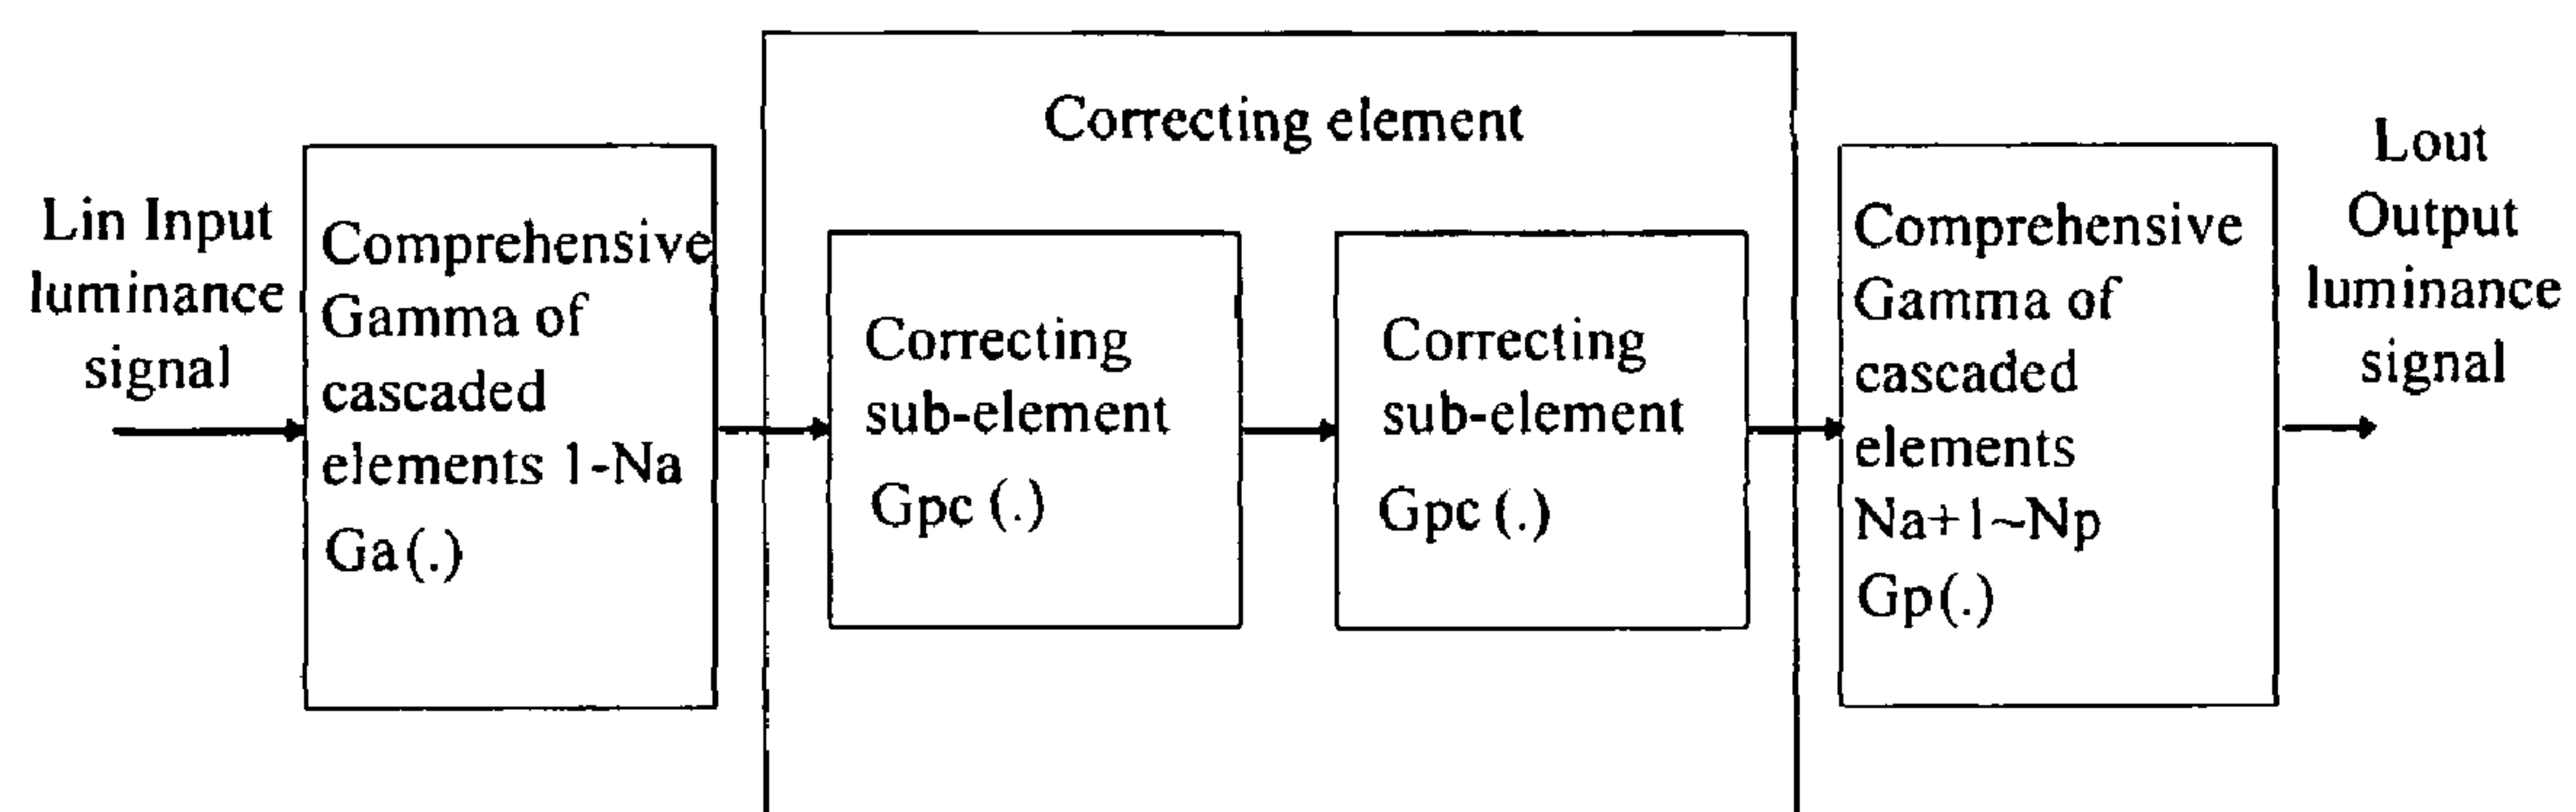 Correcting element
Lin Input
luminance
signal
Comprehensive
Gamma of
cascaded
elements 1-Na
Ga(.)
Correcting
sub-element
Gpc (.)
Correcting
sub-element
Gpc (.)
Comprehensive
Gamma of
cascaded
elements
Na+1~Np
Gp(.)
Lout
Output
luminance
signal